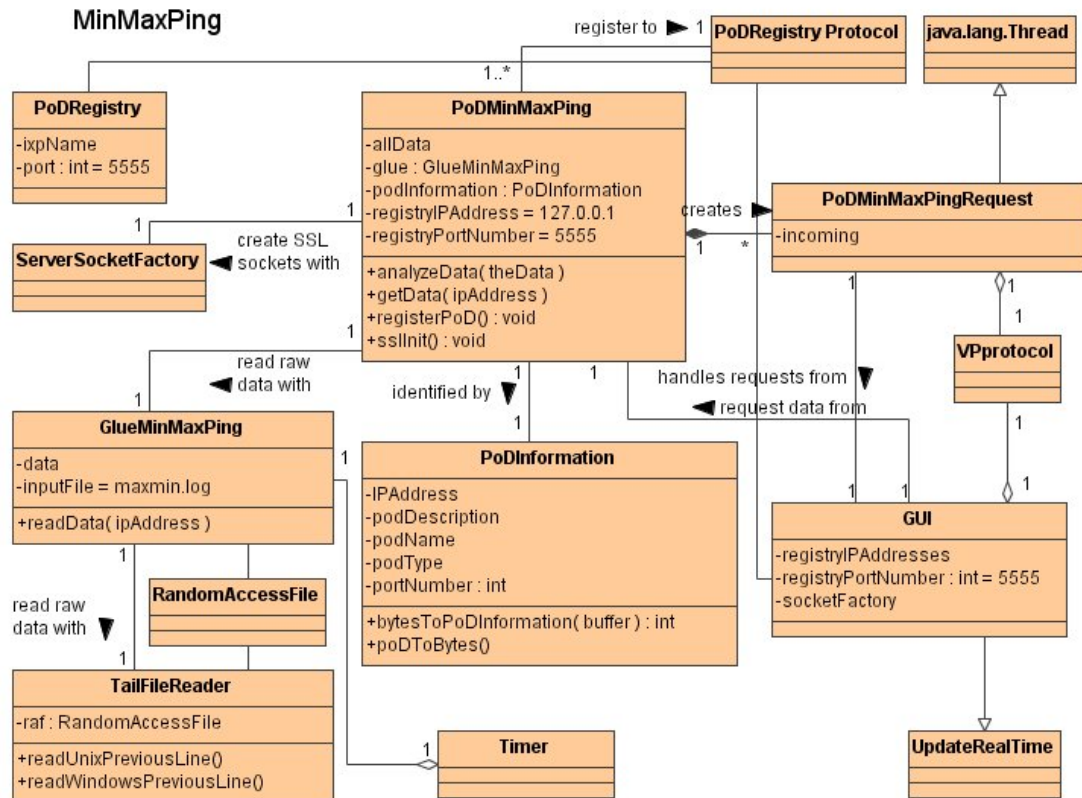 MinMaxPing
register to
1
PoDRegistry Protocol
java.lang.Thread
1
1..*
PoDRegistry
-ixpName
-port : int = 5555
PoDMinMaxPing
-allData
-glue : GlueMinMaxPing
-podInformation : PoDInformation
-registryIPAddress = 127.0.0.1
-registryPortNumber = 5555
+analyzeData( theData )
+getData( ipAddress )
+registerPoD() : void
+sslInit() : void
creates
1
*
PoDMinMaxPingRequest
-incoming
1
1
create SSL
sockets with
ServerSocketFactory
1
1
1
VPprotocol
1
1
read raw
data with
1
1
identified by
1
1
handles requests from
request data from
1
1
1
1
GlueMinMaxPing
-data
-inputFile = maxmin.log
+readData( ipAddress )
1
PoDInformation
-IPAddress
-podDescription
-podName
-podType
-portNumber : int
+bytesToPoDInformation( buffer ) : int
+poDToBytes()
GUI
-registryIPAddresses
-registryPortNumber : int = 5555
-socketFactory
1
RandomAccessFile
read raw
data with
1
TailFileReader
-raf : RandomAccessFile
+readUnixPreviousLine()
+readWindowsPreviousLine()
1
Timer
UpdateRealTime